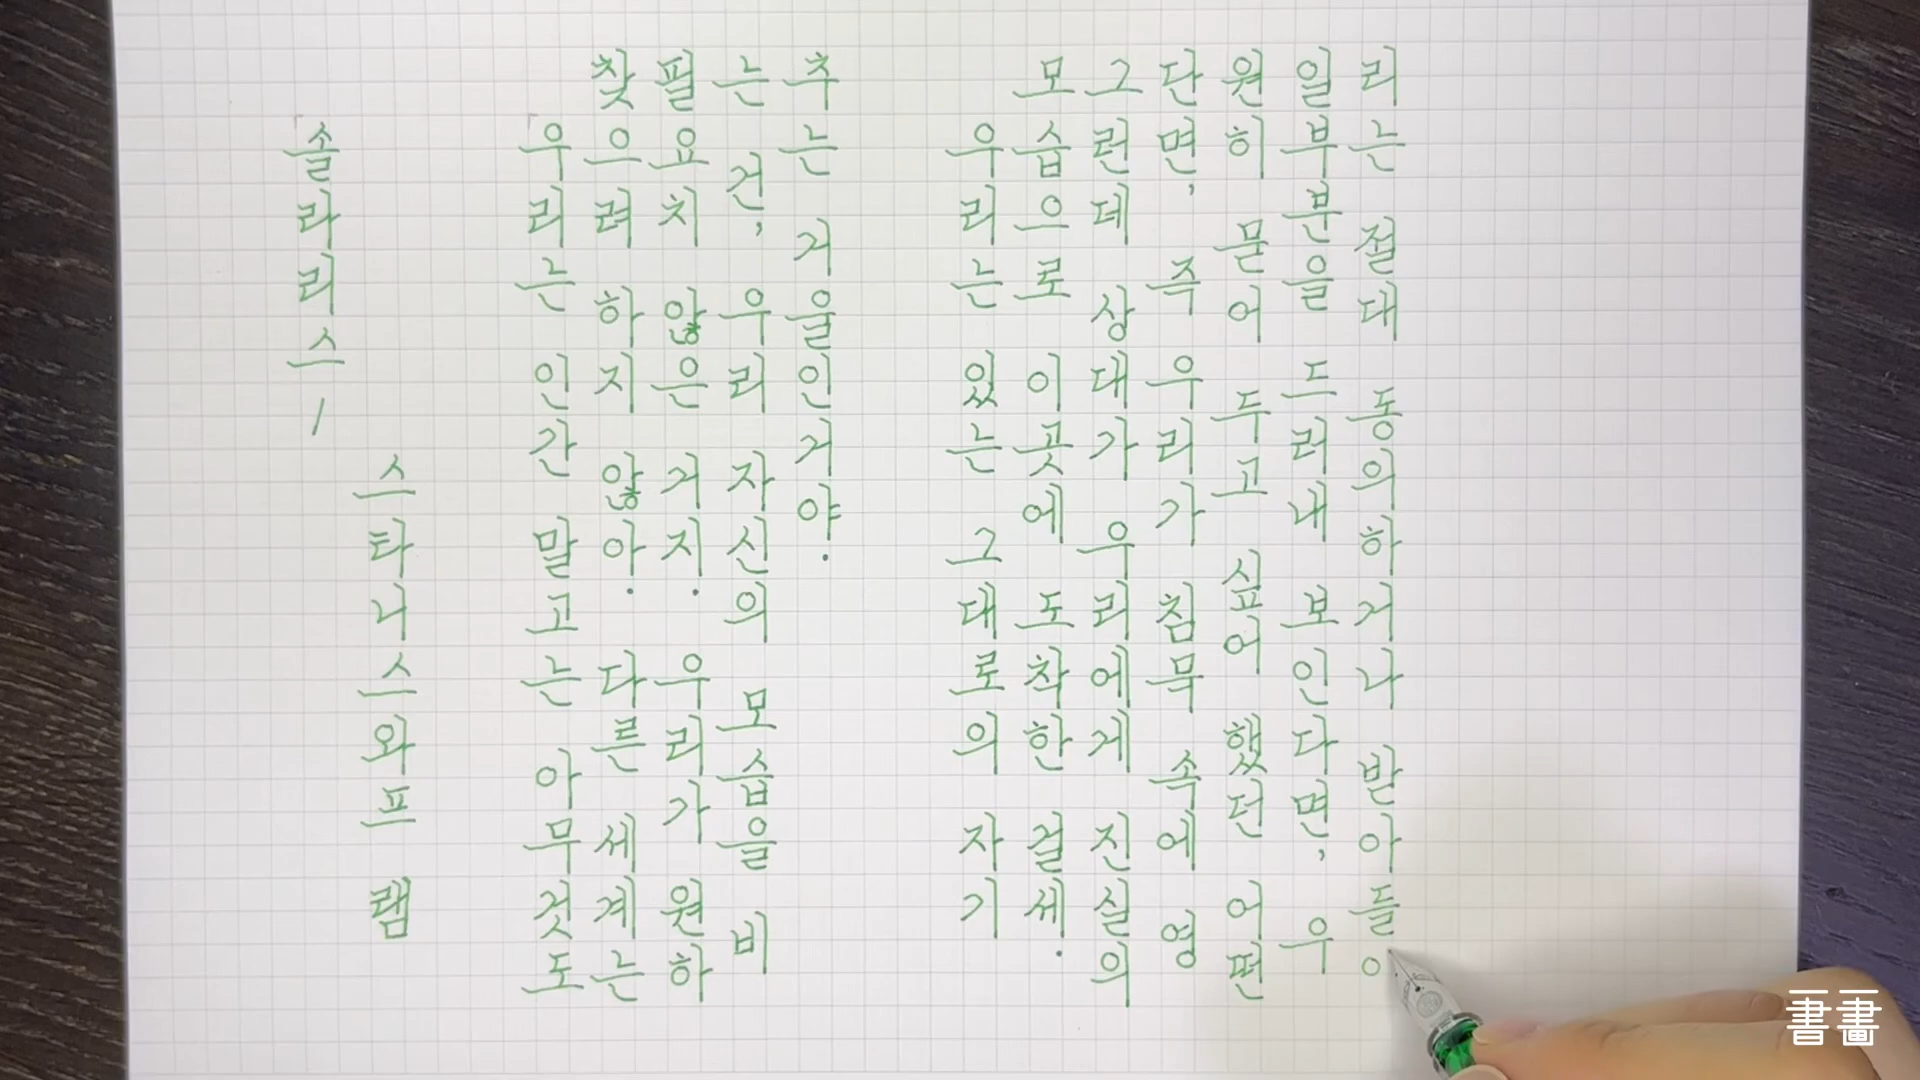 「솔라리스 /
스타니스와프 램
「우리는 인간 말고는 아무것도
찾으려 하지 않아. 다른 세계는
필요치 않은 거지. 우리가 원하
는 건, 우리 자신의 모습을 비
추는 거울인거야.
우리는 있는 그대로의 자기
모습으로 이곳에 도착한 걸세.
그런데 상대가 우리에게 진실의
단면, 즉 우리가 침묵 속에 영
원히 묻어 두고 싶어 했던 어떤
일부분을 드러내 보인다면, 우
리는 절대 동의하거나 받아들ㅇ
書畵